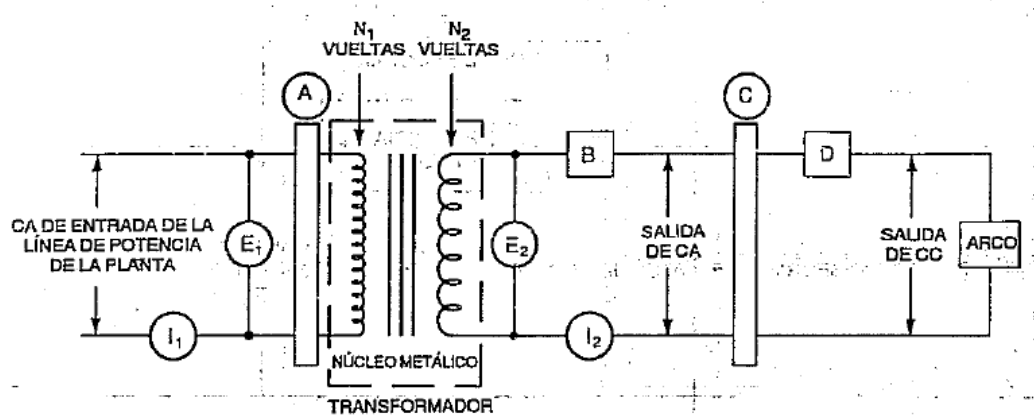 N1
VUELTAS
N2
VUELTAS
A
C
B
D
CA DE ENTRADA DE LA
LÍNEA DE POTENCIA
DE LA PLANTA
E1
E2
SALIDA
DE CA
SALIDA
DE CC
ARCO
I1
I2
NÚCLEO METÁLICO
TRANSFORMADOR